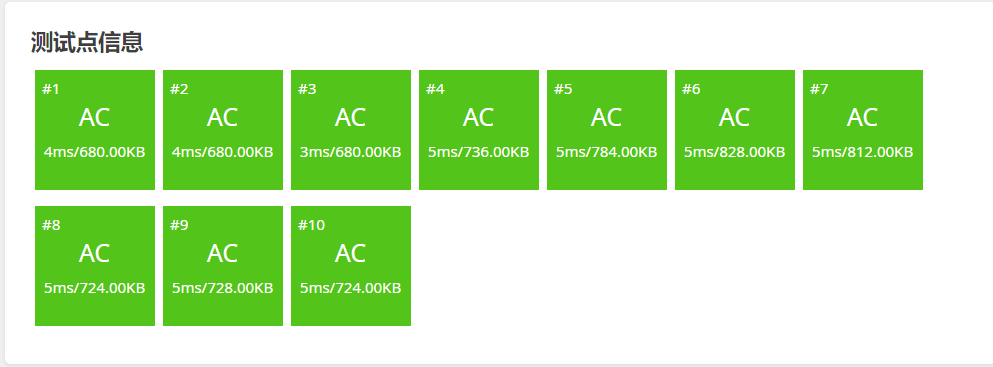 测试点信息
#1 #2 #3 #4 #5 #6 #7
AC AC AC AC AC AC AC
4ms/680.00KB 4ms/680.00KB 3ms/680.00KB 5ms/736.00KB 5ms/784.00KB 5ms/828.00KB 5ms/812.00KB
#8 #9 #10
AC AC AC
5ms/724.00KB 5ms/728.00KB 5ms/724.00KB